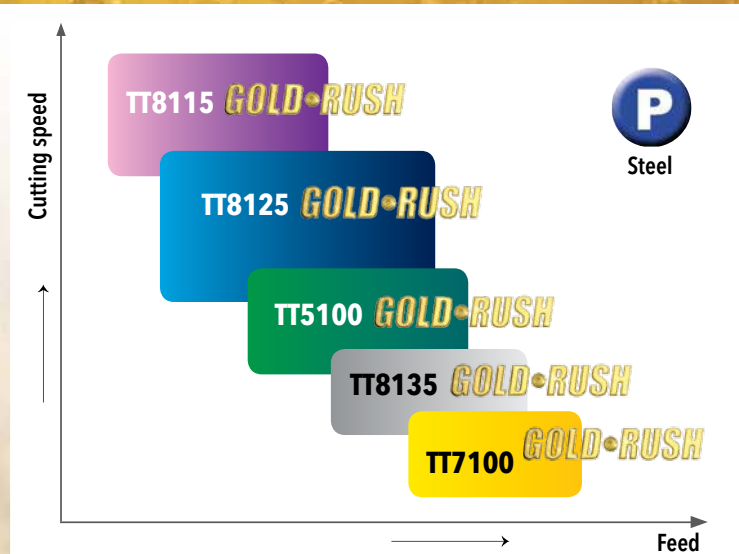 Cutting speed
TT8115 GOLD•RUSH
P
Steel
TT8125 GOLD•RUSH
TT5100 GOLD•RUSH
TT8135 GOLD•RUSH
TT7100 GOLD•RUSH
Feed